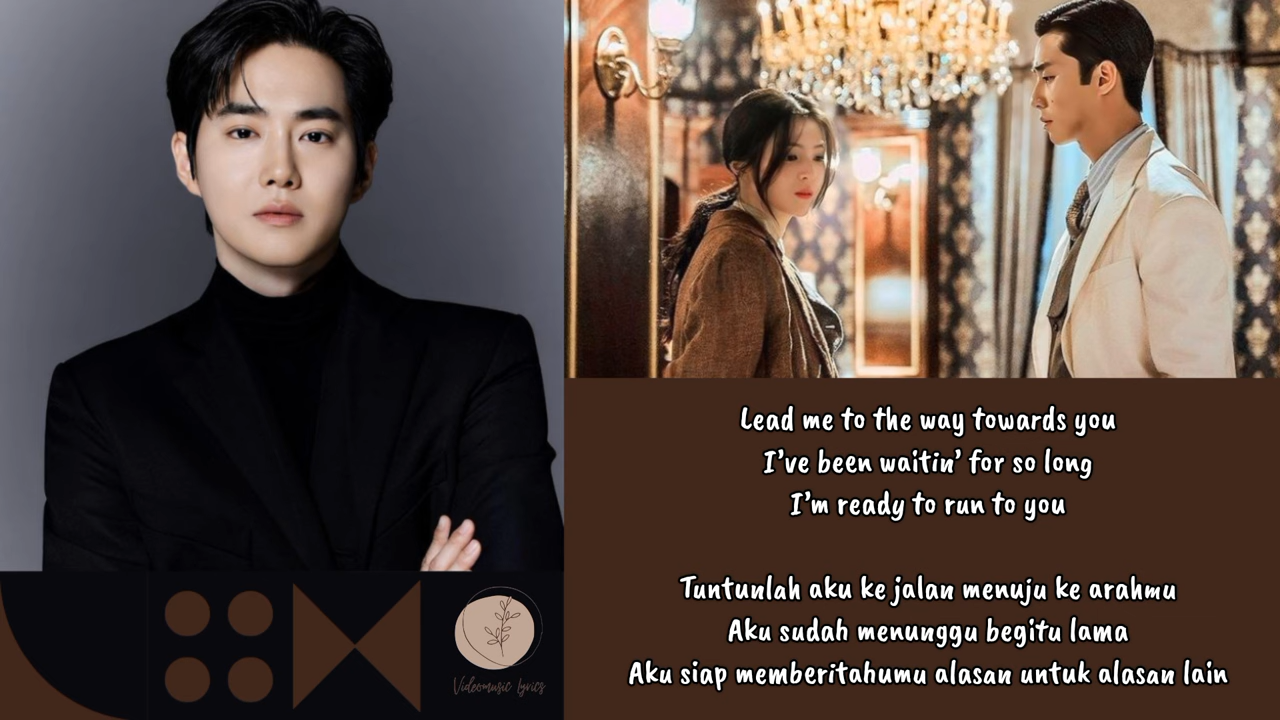 Lead me to the way towards you
I've been waitin' for so long
I'm ready to run to you
Tuntunlah aku ke jalan menuju ke arahmu
Aku sudah menunggu begitu lama
Aku siap memberitahumu alasan untuk alasan lain
Videomusic Lyrics